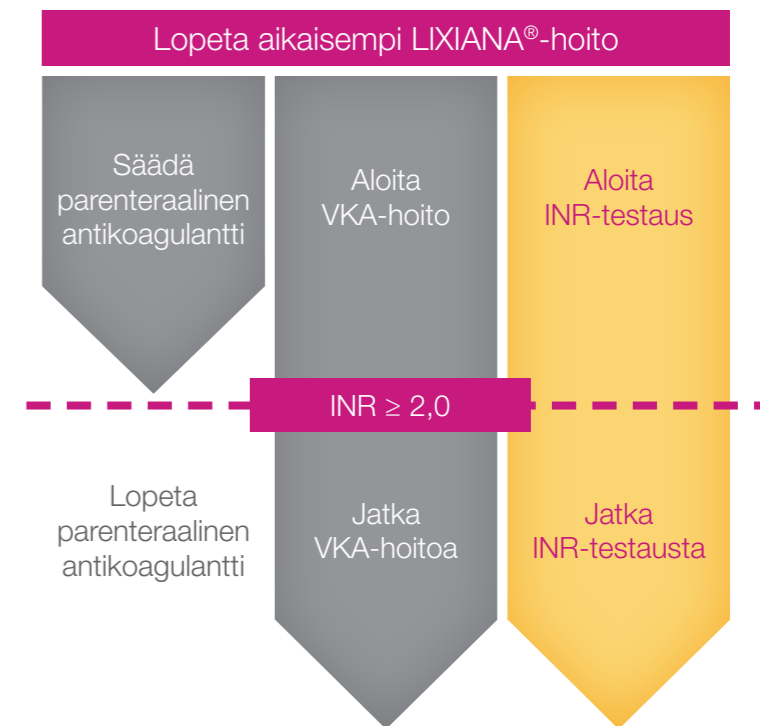 Lopeta aikaisempi LIXIANA®-hoito
Säädä
parenteraalinen
antikoagulantti
Aloita
VKA-hoito
Aloita
INR-testaus
INR ≥ 2,0
Lopeta
parenteraalinen
antikoagulantti
Jatka
VKA-hoitoa
Jatka
INR-testausta